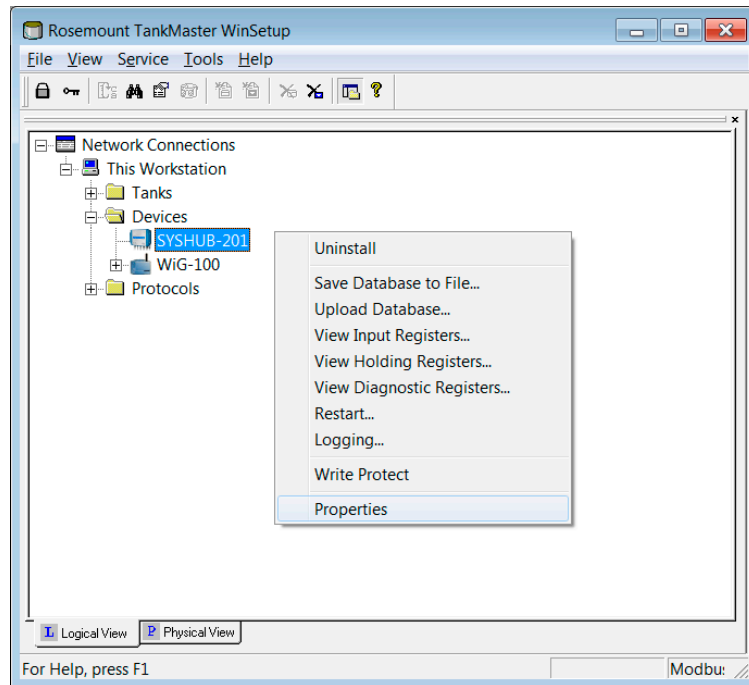 Rosemount TankMaster WinSetup
File View Service Tools Help
Network Connections
This Workstation
Tanks
Devices
SYSHUB-201
WiG-100
Protocols
Uninstall
Save Database to File...
Upload Database...
View Input Registers...
View Holding Registers...
View Diagnostic Registers...
Restart...
Logging...
Write Protect
Properties
L Logical View P Physical View
For Help, press F1 Modbu: